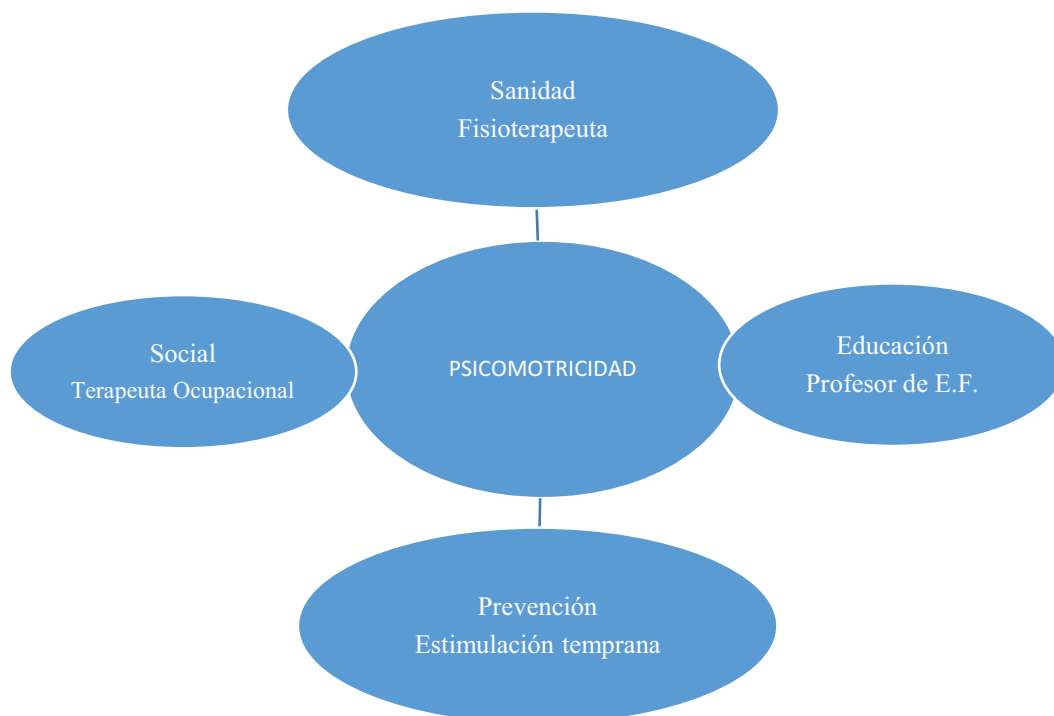 Sanidad
Fisioterapeuta
Social
Terapeuta Ocupacional
PSICOMOTRICIDAD
Educación
Profesor de E.F.
Prevención
Estimulación temprana